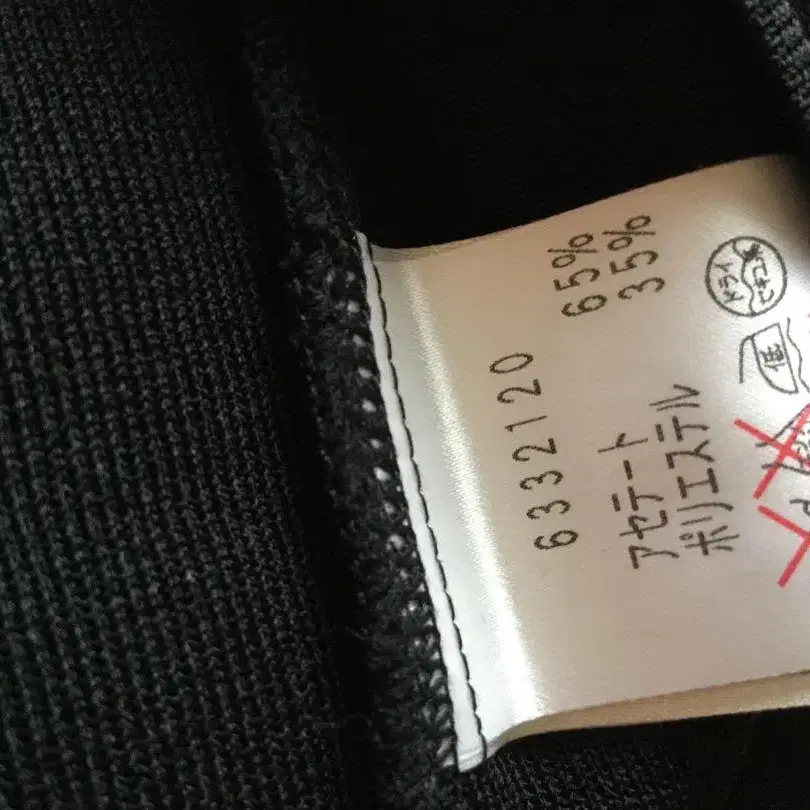 6332120
アセテート 65%
ポリエステル 35%
ドライ
セキユ系
低